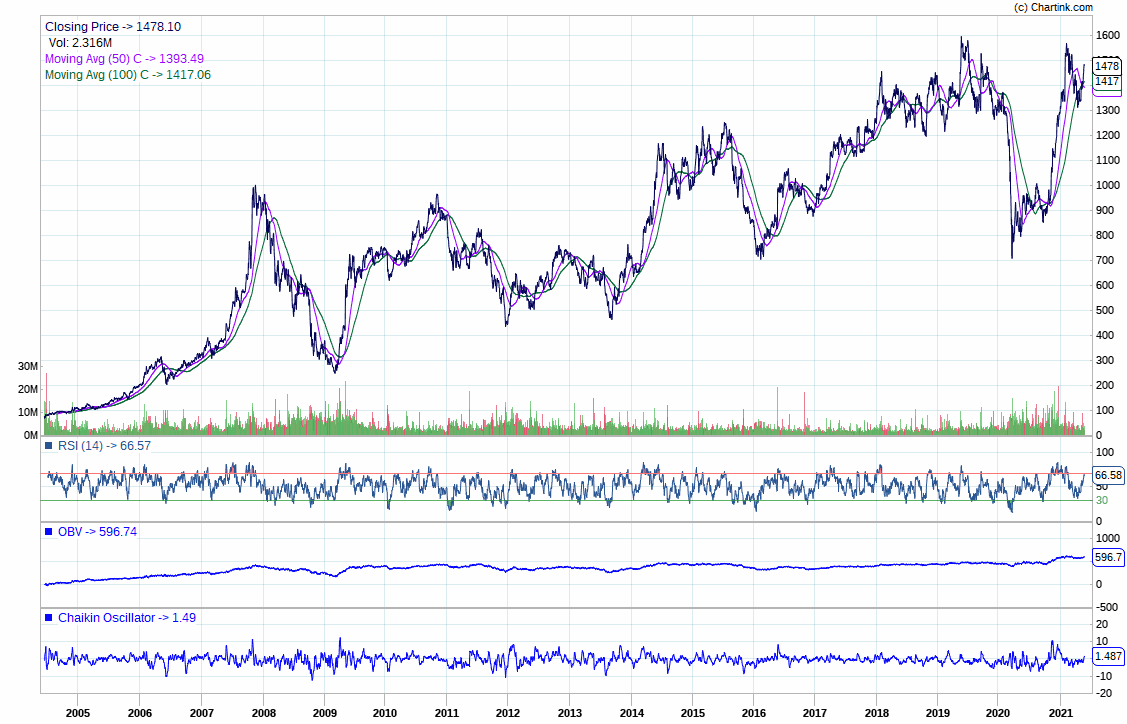 (c) Chartink.com
Closing Price -> 1478.10
Vol: 2.316M
Moving Avg (50) C -> 1393.49
Moving Avg (100) C -> 1417.06
1600
1478
1417
1300
1200
1100
1000
900
800
700
600
500
400
300
200
100
0
30M
20M
10M
0M
RSI (14) -> 66.57
100
66.58
50
30
0
OBV -> 596.74
1000
596.7
0
-500
Chaikin Oscillator -> 1.49
20
10
1.487
-10
-20
2005 2006 2007 2008 2009 2010 2011 2012 2013 2014 2015 2016 2017 2018 2019 2020 2021